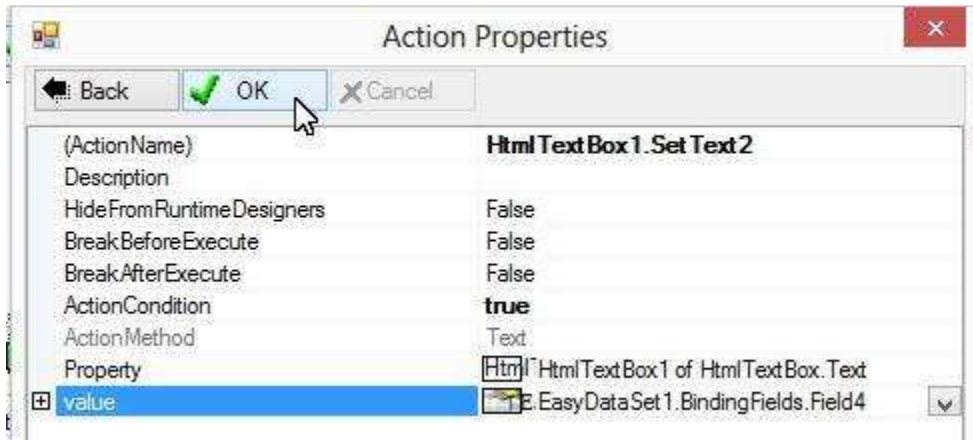 Action Properties
Back OK Cancel
(ActionName) HtmlTextBox1.SetText2
Description
HideFromRuntimeDesigners False
BreakBeforeExecute False
BreakAfterExecute False
ActionCondition true
ActionMethod Text
Property HtmlTextBox1 of HtmlTextBox.Text
value EasyDataSet1.BindingFields.Field4